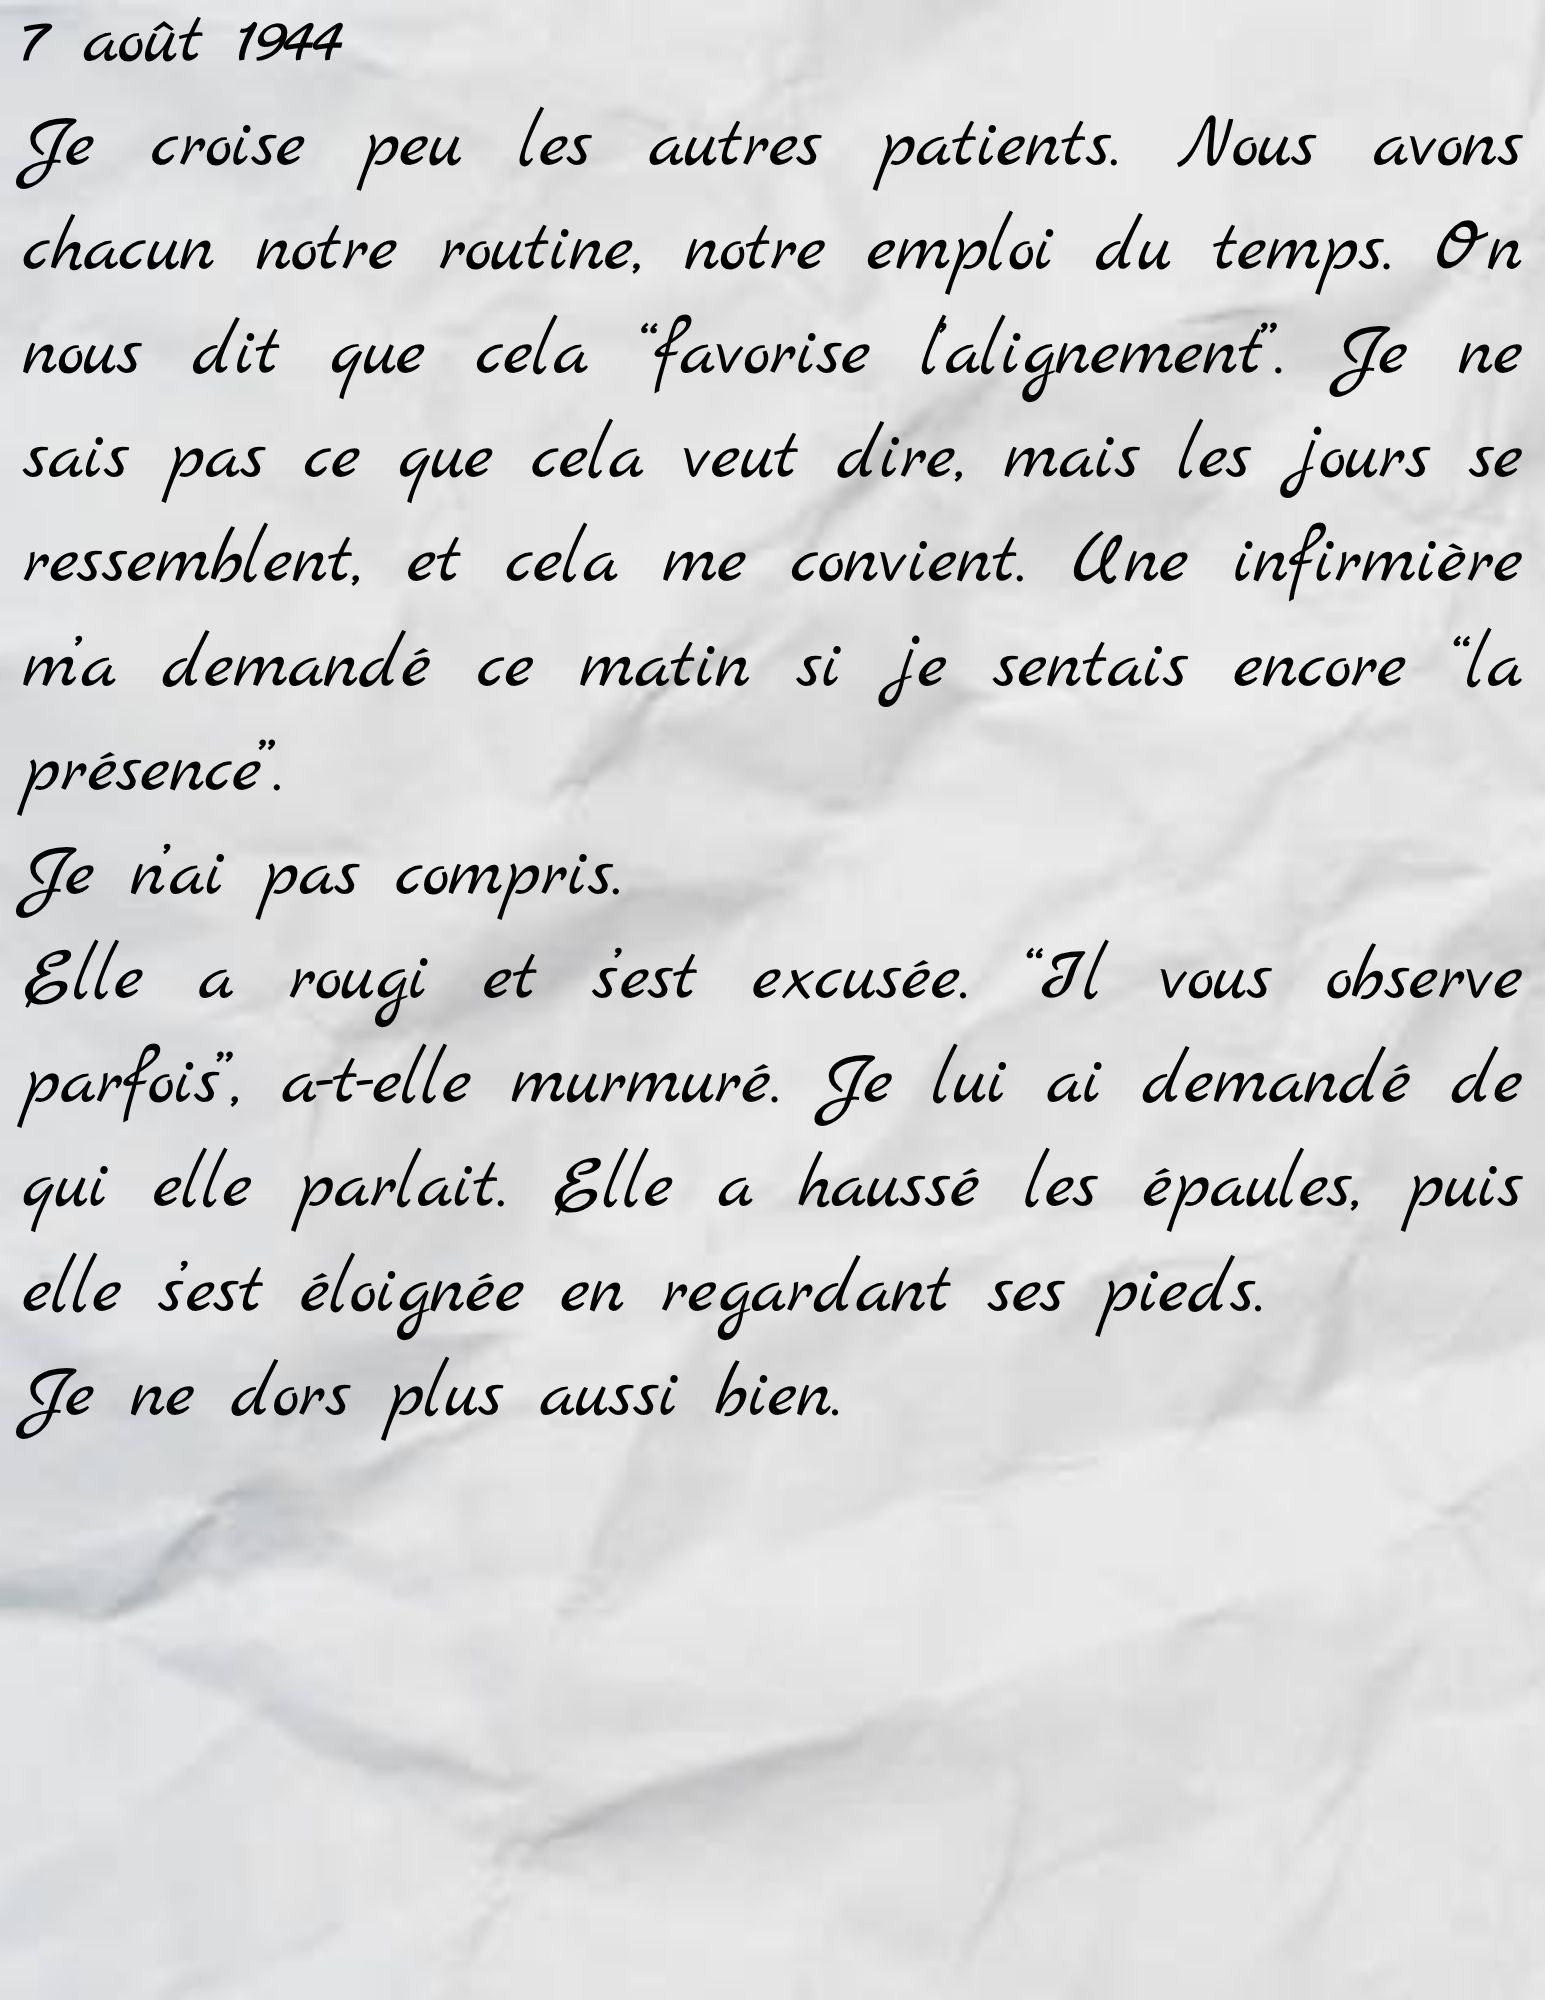 7 août 1944
Je croise peu les autres patients. Nous avons
chacun notre routine, notre emploi du temps. On
nous dit que cela “favorise l’alignement”. Je ne
sais pas ce que cela veut dire, mais les jours se
ressemblent, et cela me convient. Une infirmière
m’a demandé ce matin si je sentais encore “la
présence”.
Je n’ai pas compris.
Elle a rougi et s’est excusée. “Il vous observe
parfois”, a-t-elle murmuré. Je lui ai demandé de
qui elle parlait. Elle a haussé les épaules, puis
elle s’est éloignée en regardant ses pieds.
Je ne dors plus aussi bien.